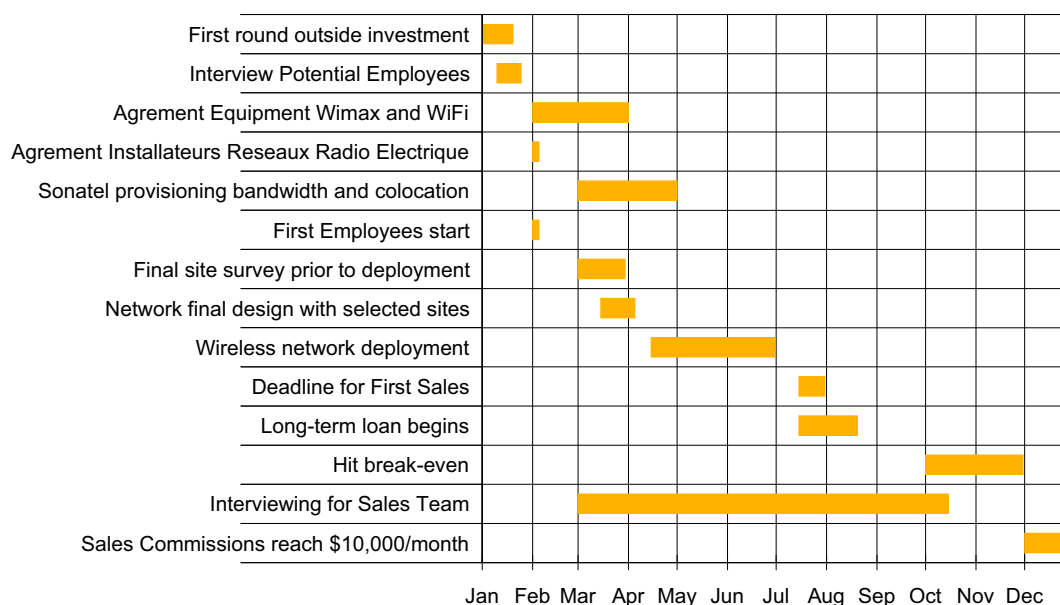 First round outside investment
Interview Potential Employees
Agrement Equipment Wimax and WiFi
Agrement Installateurs Reseaux Radio Electrique
Sonatel provisioning bandwidth and colocation
First Employees start
Final site survey prior to deployment
Network final design with selected sites
Wireless network deployment
Deadline for First Sales
Long-term loan begins
Hit break-even
Interviewing for Sales Team
Sales Commissions reach $10,000/month
Jan Feb Mar Apr May Jun Jul Aug Sep Oct Nov Dec